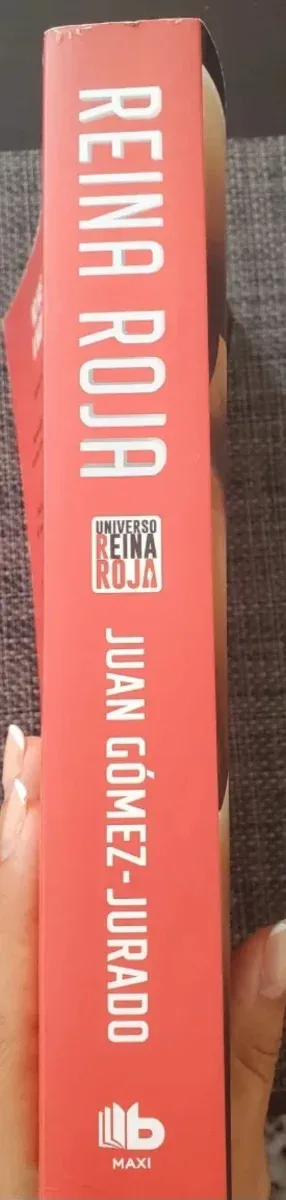 REINA ROJA
UNIVERSO
REINA
ROJA
JUAN GÓMEZ-JURADO
b
MAXI